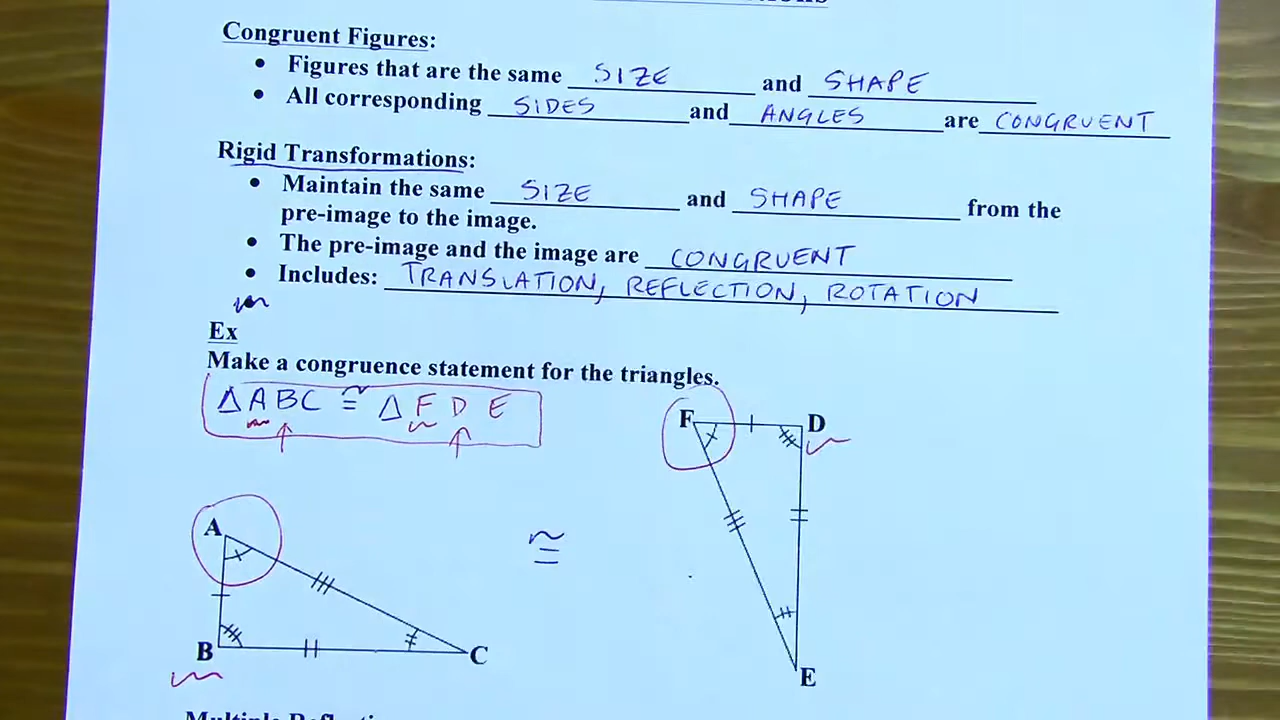 Congruent Figures:
• Figures that are the same SIZE and SHAPE
• All corresponding SIDES and ANGLES are CONGRUENT
Rigid Transformations:
• Maintain the same SIZE and SHAPE from the
pre-image to the image.
• The pre-image and the image are CONGRUENT
• Includes: TRANSLATION, REFLECTION, ROTATION
Ex
Make a congruence statement for the triangles.
△ABC ≅ △FDE
F D
A
≅
B C
E